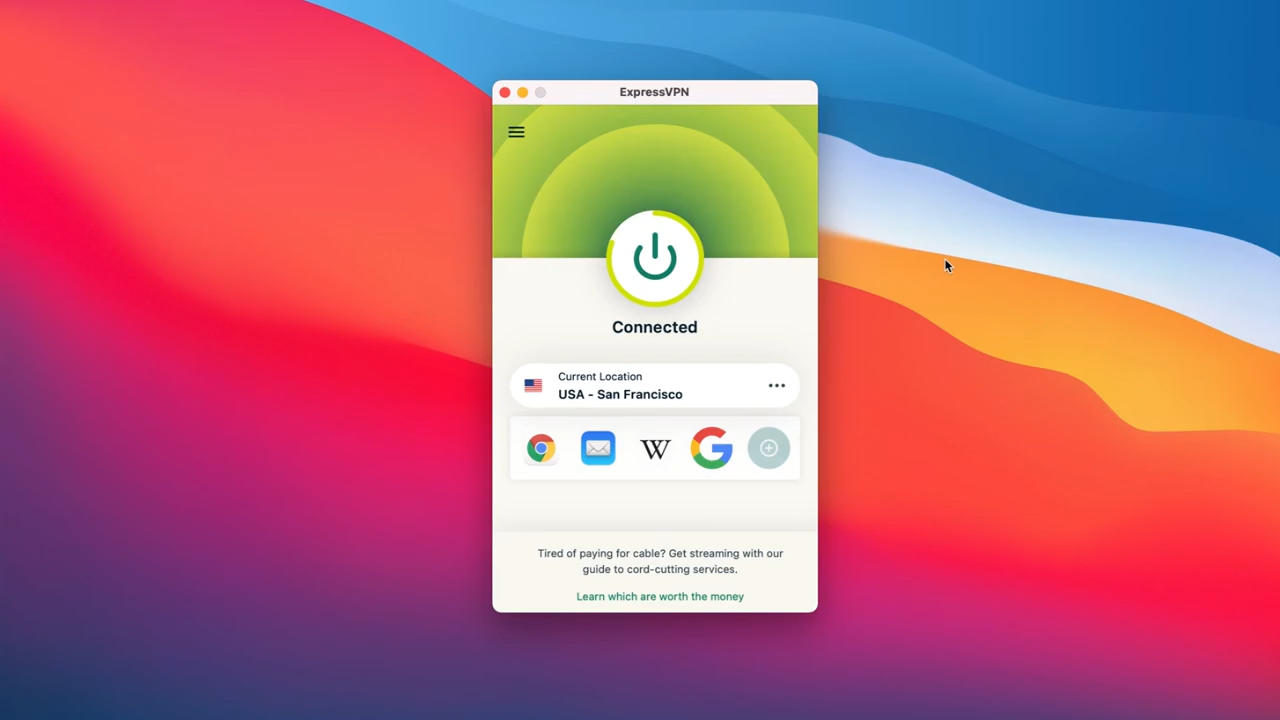 ExpressVPN
Connected
Current Location
USA - San Francisco
W
Tired of paying for cable? Get streaming with our
guide to cord-cutting services.
Learn which are worth the money